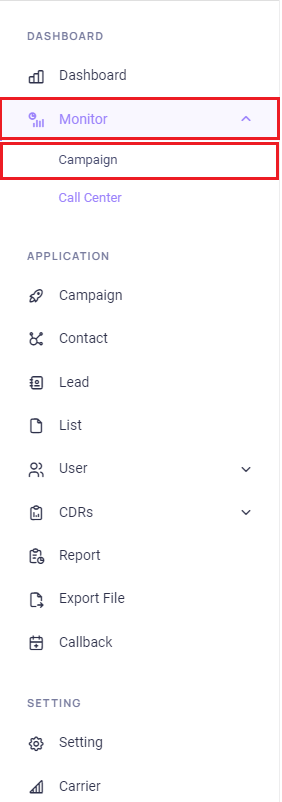 DASHBOARD
Dashboard
Monitor
Campaign
Call Center
APPLICATION
Campaign
Contact
Lead
List
User
CDRs
Report
Export File
Callback
SETTING
Setting
Carrier